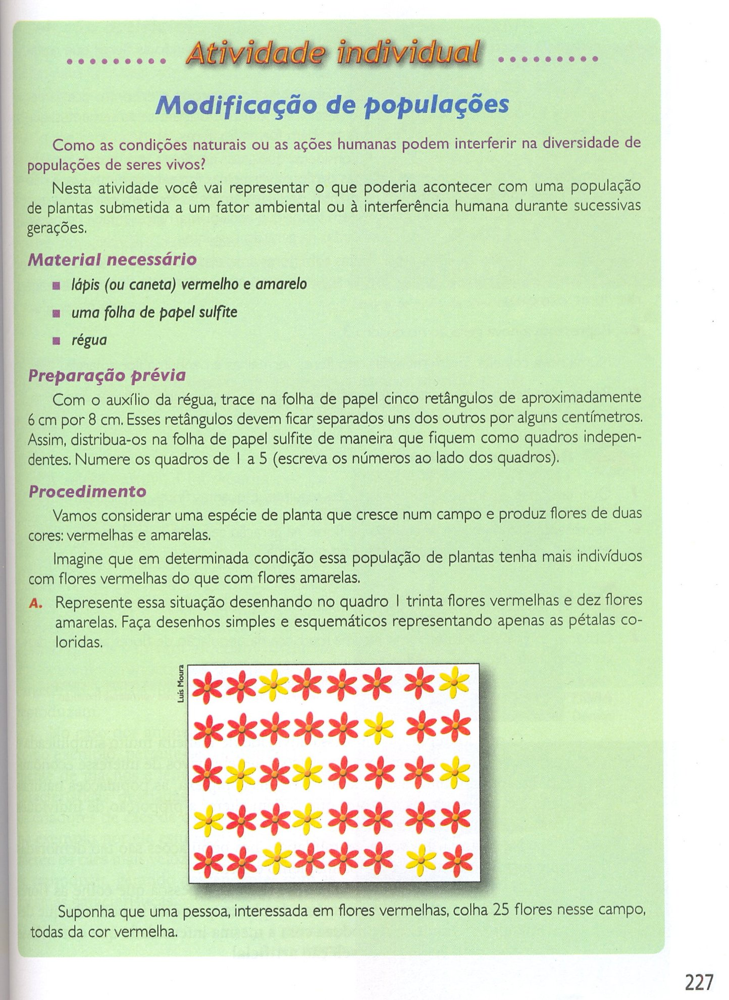 Atividade individual
Modificação de populações
Como as condições naturais ou as ações humanas podem interferir na diversidade de
populações de seres vivos?
Nesta atividade você vai representar o que poderia acontecer com uma população
de plantas submetida a um fator ambiental ou à interferência humana durante sucessivas
gerações.
Material necessário
lápis (ou caneta) vermelho e amarelo
uma folha de papel sulfite
régua
Preparação prévia
Com o auxílio da régua, trace na folha de papel cinco retângulos de aproximadamente
6 cm por 8 cm. Esses retângulos devem ficar separados uns dos outros por alguns centímetros.
Assim, distribua-os na folha de papel sulfite de maneira que fiquem como quadros indepen-
dentes. Numere os quadros de 1 a 5 (escreva os números ao lado dos quadros).
Procedimento
Vamos considerar uma espécie de planta que cresce num campo e produz flores de duas
cores: vermelhas e amarelas.
Imagine que em determinada condição essa população de plantas tenha mais indivíduos
com flores vermelhas do que com flores amarelas.
A. Represente essa situação desenhando no quadro 1 trinta flores vermelhas e dez flores
amarelas. Faça desenhos simples e esquemáticos representando apenas as pétalas co-
loridas.
Luís Moura
Suponha que uma pessoa, interessada em flores vermelhas, colha 25 flores nesse campo,
todas da cor vermelha.
227